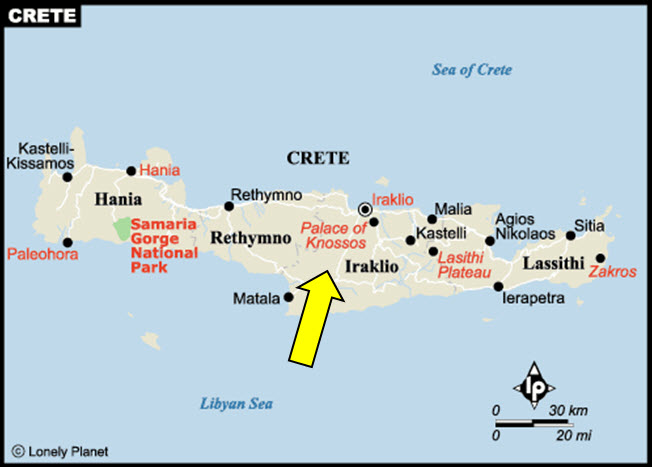 CRETE
Sea of Crete
Kastelli-
Kissamos
Hania
CRETE
Hania
Rethymno
Iraklio
Malia
Agios
Nikolaos
Sitia
Paleohora
Samaria
Gorge
National
Park
Rethymno
Palace of
Knossos
Kastelli
Iraklio
Lasithi
Plateau
Lassithi
Zakros
Matala
Ierapetra
Libyan Sea
lp
0 30 km
0 20 mi
© Lonely Planet